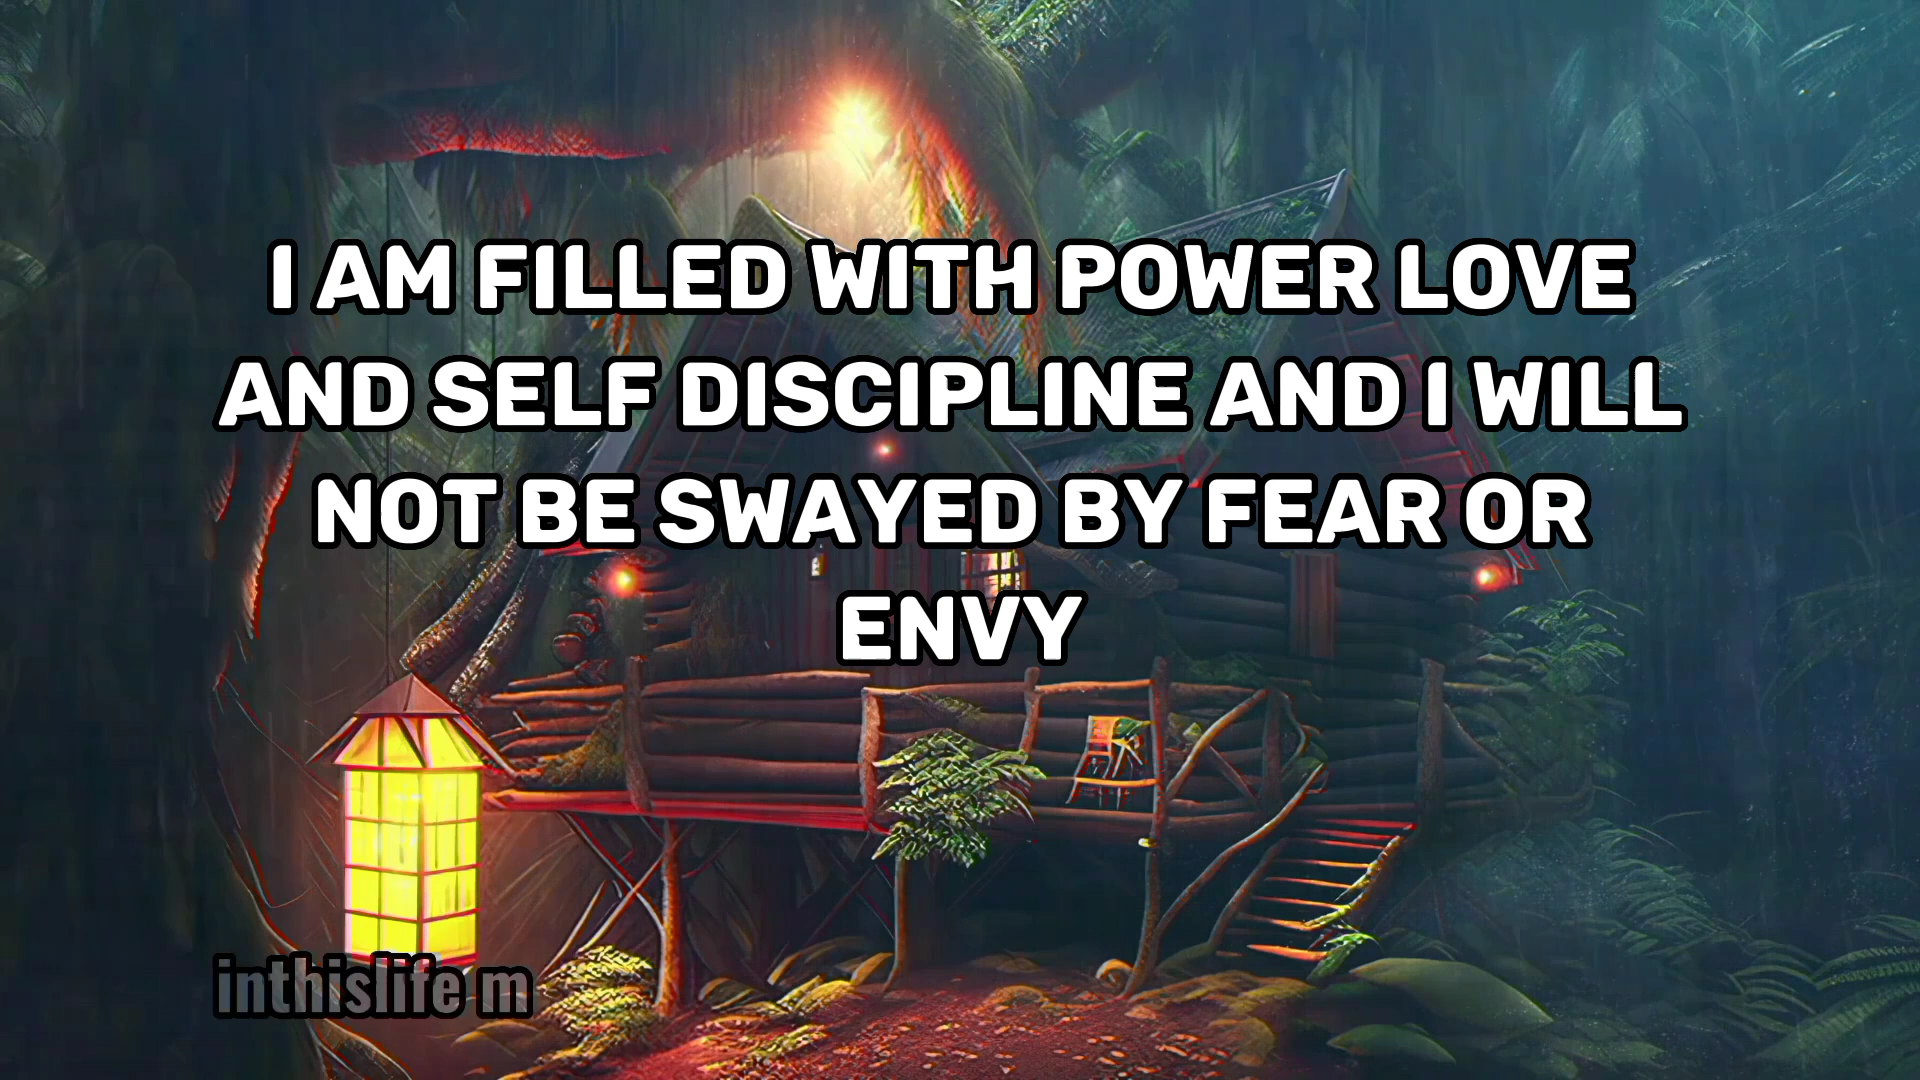 I AM FILLED WITH POWER LOVE
AND SELF DISCIPLINE AND I WILL
NOT BE SWAYED BY FEAR OR
ENVY
inthislife m